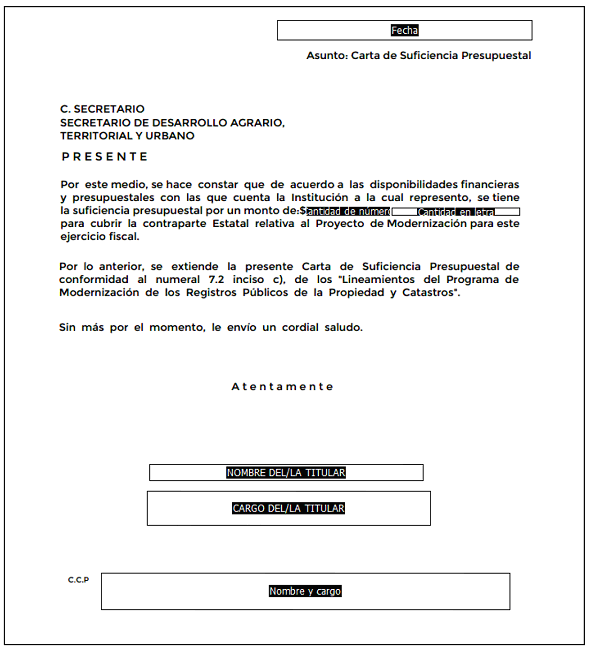 Fecha
Asunto: Carta de Suficiencia Presupuestal
C. SECRETARIO
SECRETARIO DE DESARROLLO AGRARIO,
TERRITORIAL Y URBANO
P R E S E N T E
Por este medio, se hace constar que de acuerdo a las disponibilidades financieras
y presupuestales con las que cuenta la Institución a la cual represento, se tiene
la suficiencia presupuestal por un monto de:$ antidad de númer Cantidad en letra
para cubrir la contraparte Estatal relativa al Proyecto de Modernización para este
ejercicio fiscal.
Por lo anterior, se extiende la presente Carta de Suficiencia Presupuestal de
conformidad al numeral 7.2 inciso c), de los "Lineamientos del Programa de
Modernización de los Registros Públicos de la Propiedad y Catastros".
Sin más por el momento, le envío un cordial saludo.
A t e n t a m e n t e
NOMBRE DEL/LA TITULAR
CARGO DEL/LA TITULAR
C.C.P
Nombre y cargo